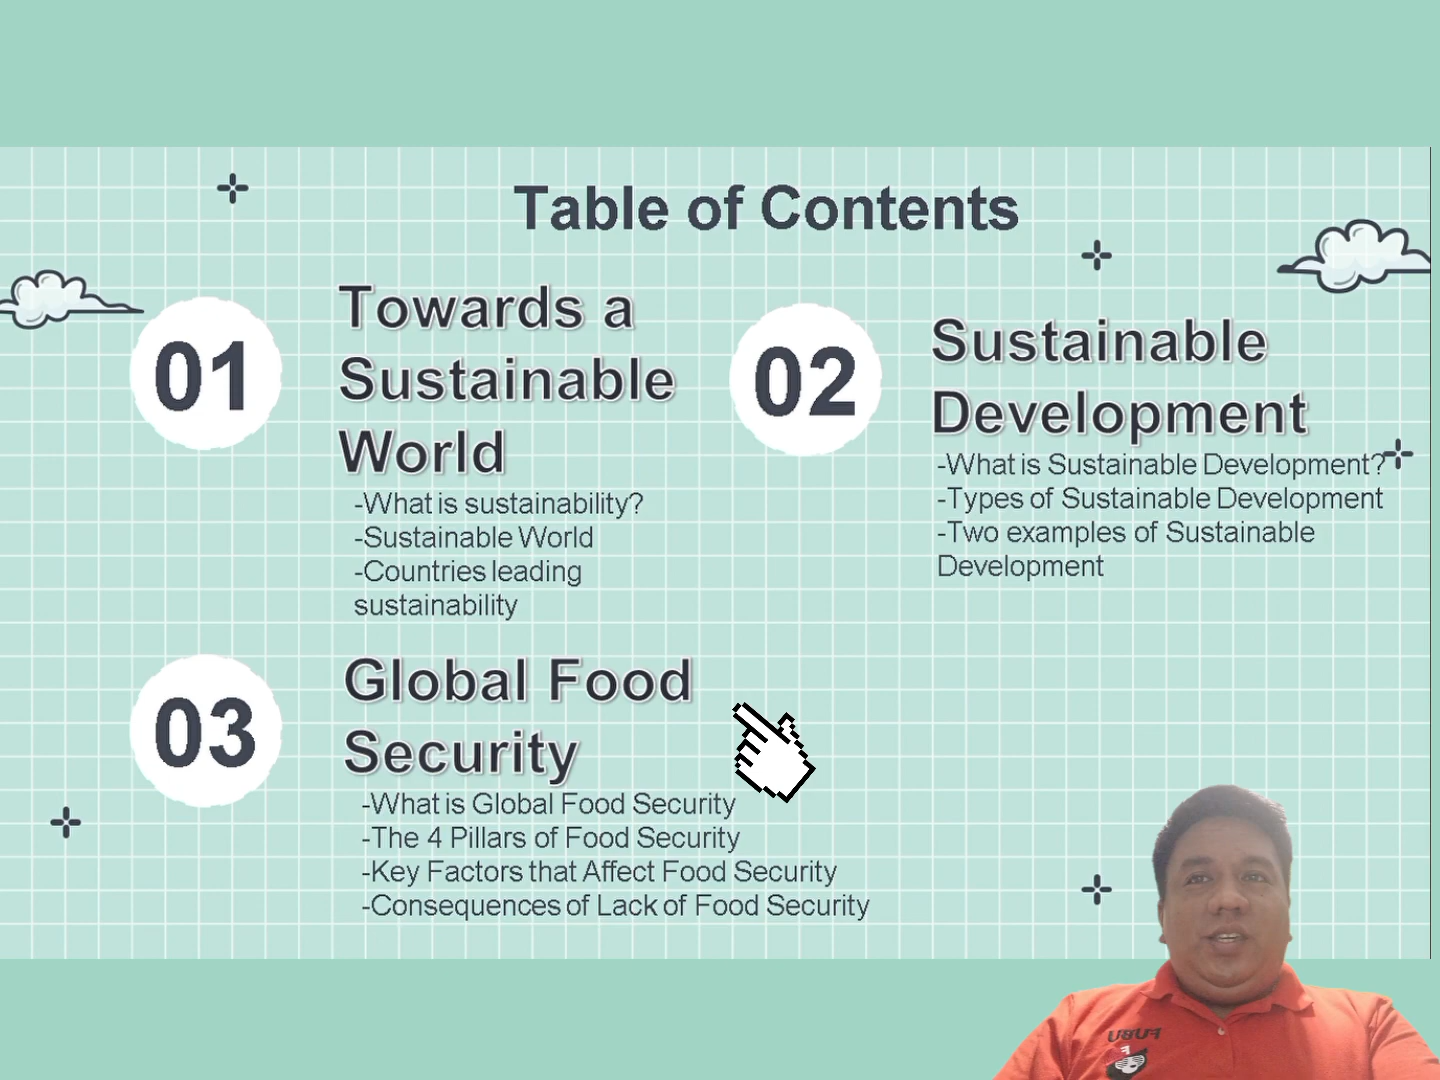 Table of Contents
01
Towards a
Sustainable
World
-What is sustainability?
-Sustainable World
-Countries leading
sustainability
02
Sustainable
Development
-What is Sustainable Development?
-Types of Sustainable Development
-Two examples of Sustainable
Development
03
Global Food
Security
-What is Global Food Security
-The 4 Pillars of Food Security
-Key Factors that Affect Food Security
-Consequences of Lack of Food Security
FUBU
F